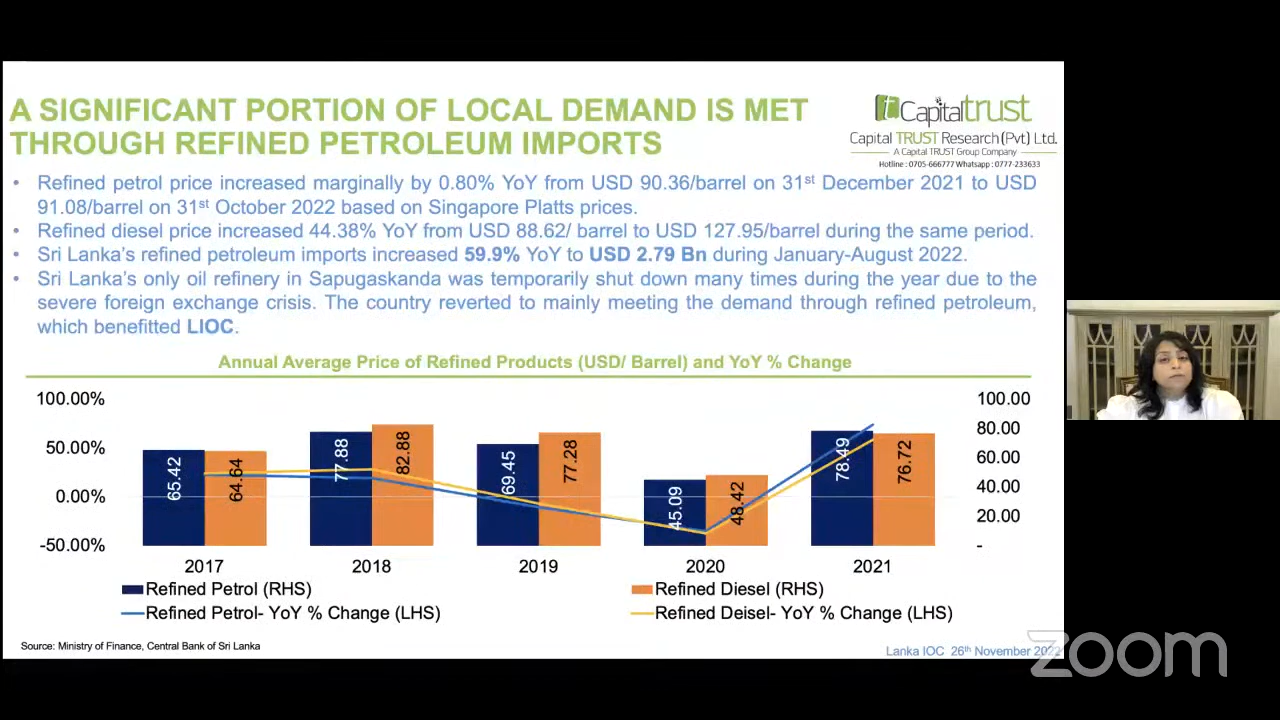 A SIGNIFICANT PORTION OF LOCAL DEMAND IS MET
THROUGH REFINED PETROLEUM IMPORTS
t Capitaltrust
Capital TRUST Research (Pvt) Ltd.
A Capital TRUST Group Company
Hotline : 0705-666777 Whatsapp : 0777-233633
• Refined petrol price increased marginally by 0.80% YoY from USD 90.36/barrel on 31st December 2021 to USD
91.08/barrel on 31st October 2022 based on Singapore Platts prices.
• Refined diesel price increased 44.38% YoY from USD 88.62/ barrel to USD 127.95/barrel during the same period.
• Sri Lanka's refined petroleum imports increased 59.9% YoY to USD 2.79 Bn during January-August 2022.
• Sri Lanka's only oil refinery in Sapugaskanda was temporarily shut down many times during the year due to the
severe foreign exchange crisis. The country reverted to mainly meeting the demand through refined petroleum,
which benefitted LIOC.
Annual Average Price of Refined Products (USD/ Barrel) and YoY % Change
100.00%
50.00%
0.00%
-50.00%
65.42
64.64
77.88
82.88
69.45
77.28
45.09
48.42
78.49
76.72
100.00
80.00
60.00
40.00
20.00
-
2017 2018 2019 2020 2021
Refined Petrol (RHS) Refined Diesel (RHS)
Refined Petrol- YoY % Change (LHS) Refined Deisel- YoY % Change (LHS)
Source: Ministry of Finance, Central Bank of Sri Lanka
Lanka IOC 26th November 2022
zoom